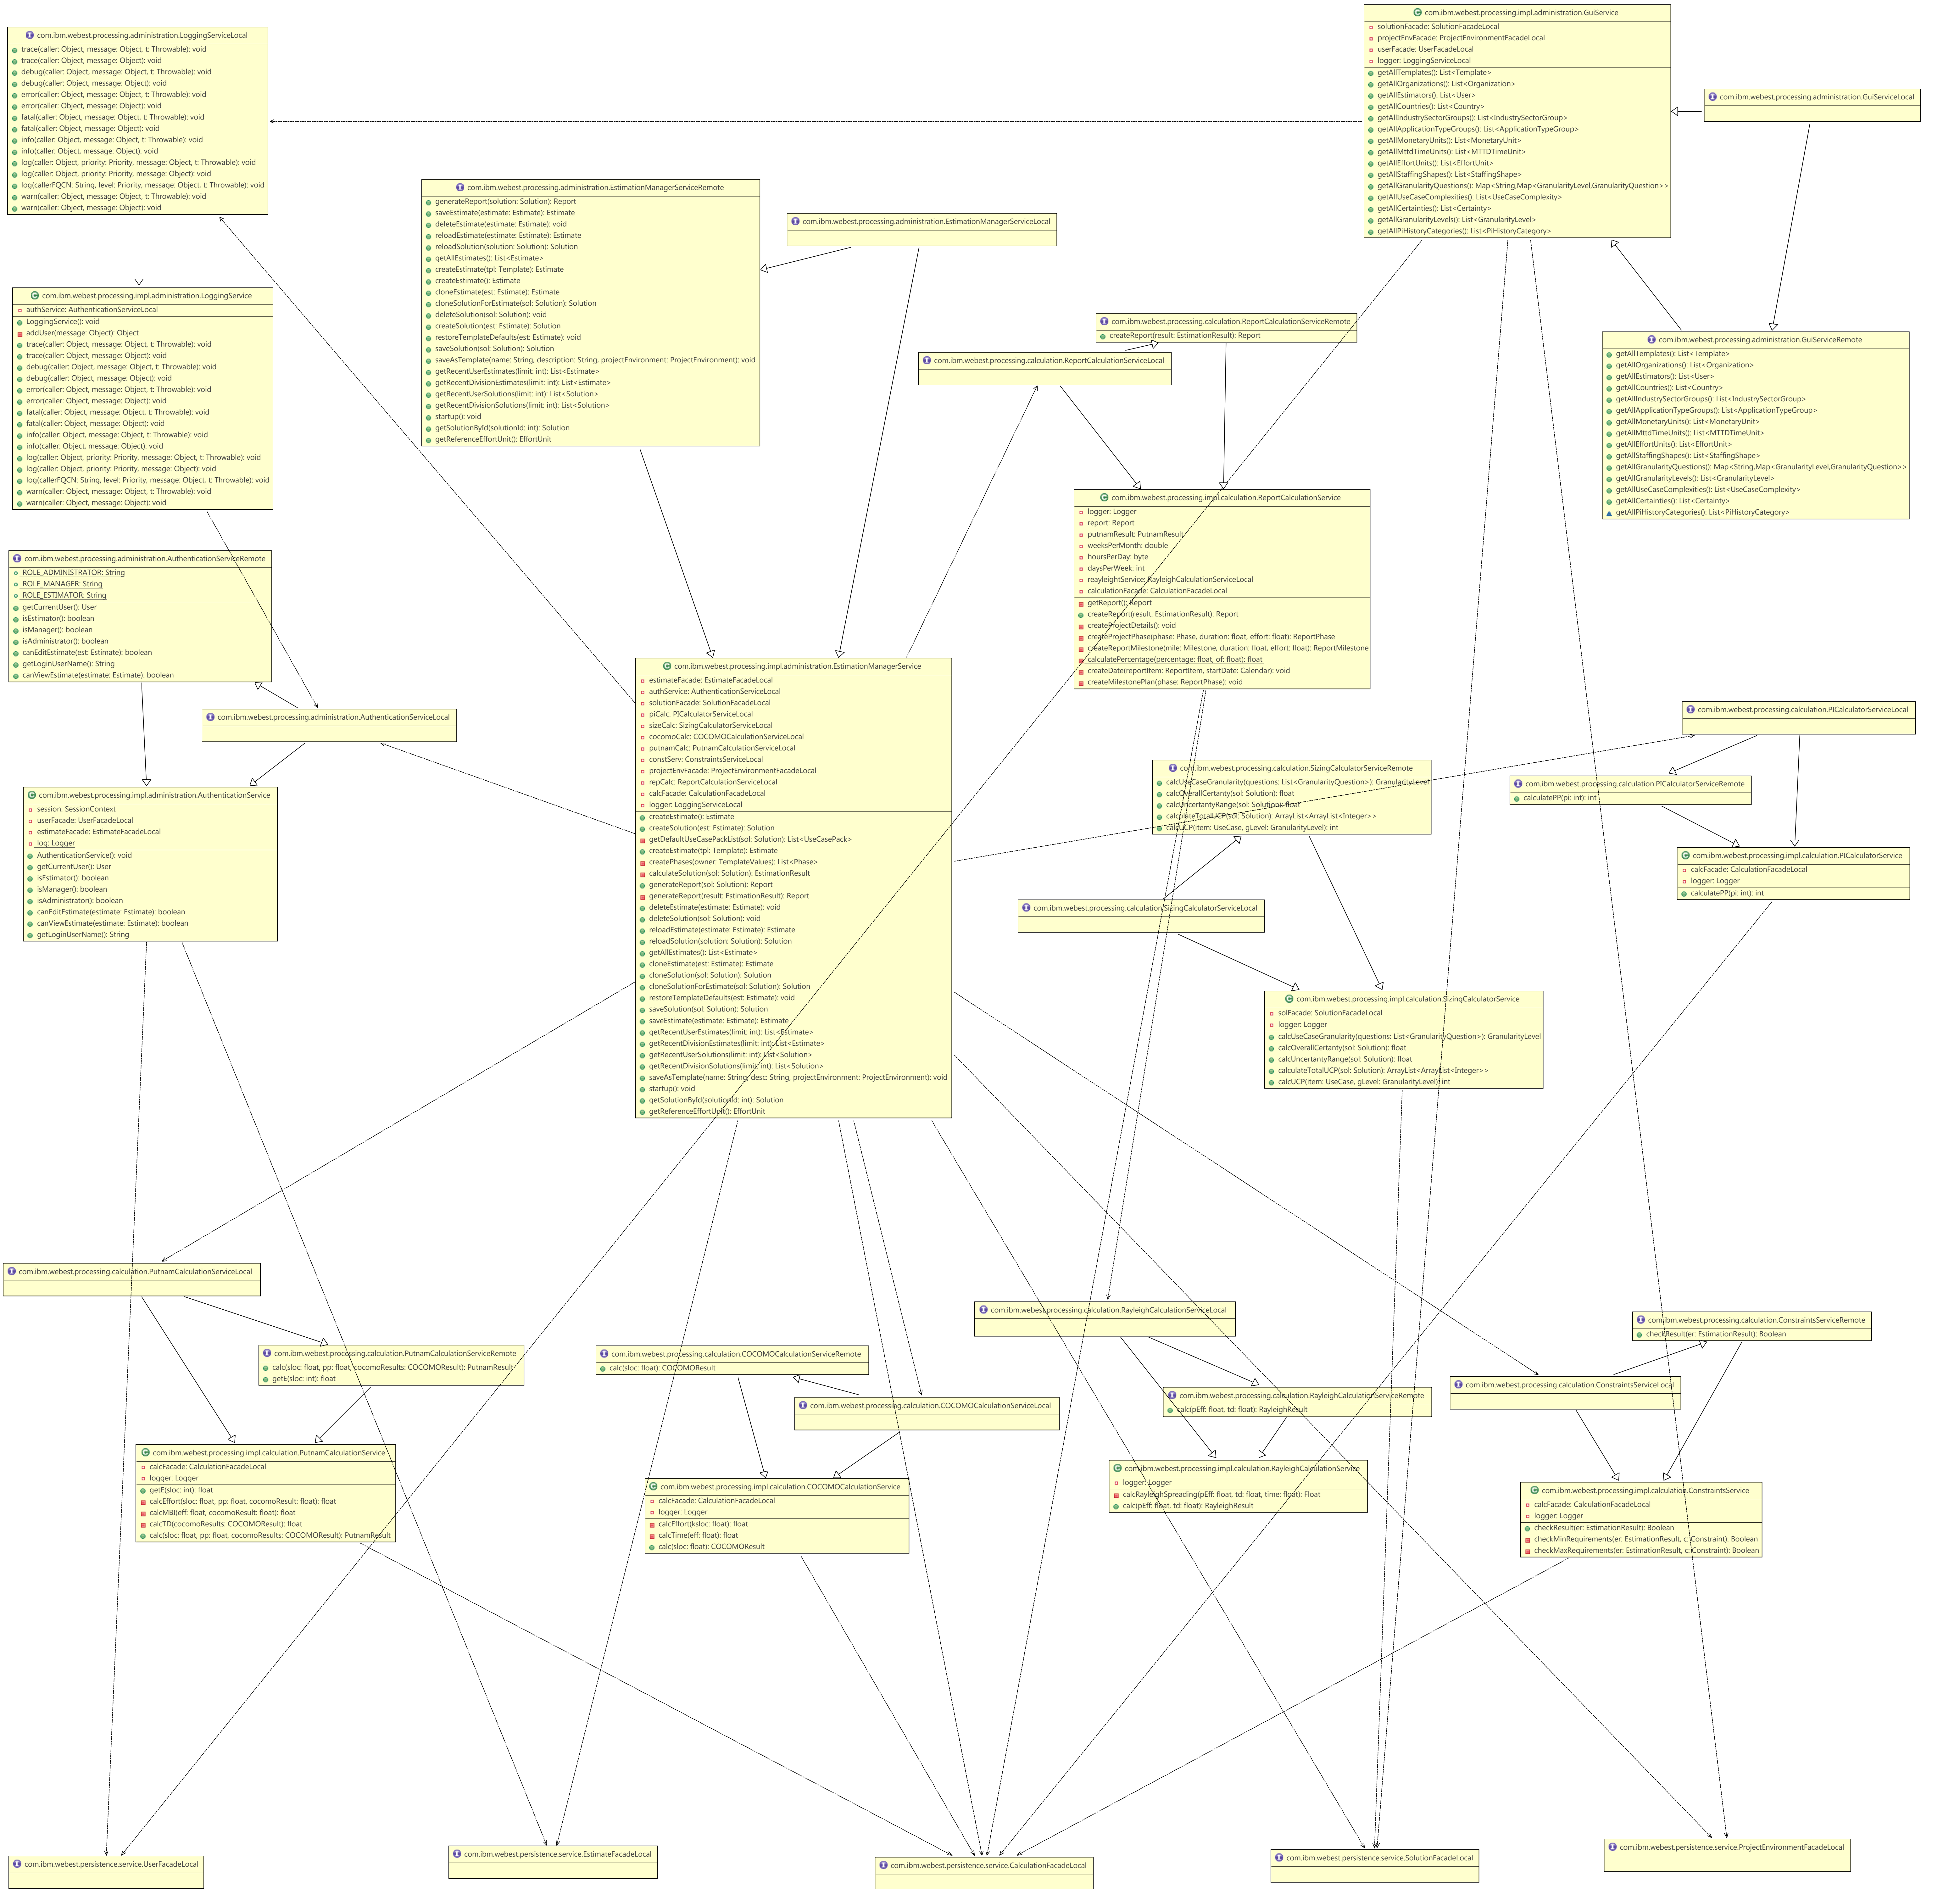 com.ibm.webest.processing.administration.LoggingServiceLocal
trace(caller: Object, message: Object, t: Throwable): void
trace(caller: Object, message: Object): void
debug(caller: Object, message: Object, t: Throwable): void
debug(caller: Object, message: Object): void
error(caller: Object, message: Object, t: Throwable): void
error(caller: Object, message: Object): void
fatal(caller: Object, message: Object, t: Throwable): void
fatal(caller: Object, message: Object): void
info(caller: Object, message: Object, t: Throwable): void
info(caller: Object, message: Object): void
log(caller: Object, priority: Priority, message: Object, t: Throwable): void
log(caller: Object, priority: Priority, message: Object): void
log(callerFQCN: String, level: Priority, message: Object, t: Throwable): void
warn(caller: Object, message: Object, t: Throwable): void
warn(caller: Object, message: Object): void
com.ibm.webest.processing.impl.administration.GuiService
solutionFacade: SolutionFacadeLocal
projectEnvFacade: ProjectEnvironmentFacadeLocal
userFacade: UserFacadeLocal
logger: LoggingServiceLocal
getAllTemplates(): List<Template>
getAllOrganizations(): List<Organization>
getAllEstimators(): List<User>
getAllCountries(): List<Country>
getAllIndustrySectorGroups(): List<IndustrySectorGroup>
getAllApplicationTypeGroups(): List<ApplicationTypeGroup>
getAllMonetaryUnits(): List<MonetaryUnit>
getAllMttdTimeUnits(): List<MTTDTimeUnit>
getAllEffortUnits(): List<EffortUnit>
getAllStaffingShapes(): List<StaffingShape>
getAllGranularityQuestions(): Map<String,Map<GranularityLevel,GranularityQuestion>>
getAllUseCaseComplexities(): List<UseCaseComplexity>
getAllCertainties(): List<Certainty>
getAllGranularityLevels(): List<GranularityLevel>
getAllPiHistoryCategories(): List<PiHistoryCategory>
com.ibm.webest.processing.administration.GuiServiceLocal
com.ibm.webest.processing.administration.EstimationManagerServiceRemote
generateReport(solution: Solution): Report
saveEstimate(estimate: Estimate): Estimate
deleteEstimate(estimate: Estimate): void
reloadEstimate(estimate: Estimate): Estimate
reloadSolution(solution: Solution): Solution
getAllEstimates(): List<Estimate>
createEstimate(tpl: Template): Estimate
createEstimate(): Estimate
cloneEstimate(est: Estimate): Estimate
cloneSolutionForEstimate(sol: Solution): Solution
deleteSolution(sol: Solution): void
createSolution(est: Estimate): Solution
restoreTemplateDefaults(est: Estimate): void
saveSolution(sol: Solution): Solution
saveAsTemplate(name: String, description: String, projectEnvironment: ProjectEnvironment): void
getRecentUserEstimates(limit: int): List<Estimate>
getRecentDivisionEstimates(limit: int): List<Estimate>
getRecentUserSolutions(limit: int): List<Solution>
getRecentDivisionSolutions(limit: int): List<Solution>
startup(): void
getSolutionById(solutionId: int): Solution
getReferenceEffortUnit(): EffortUnit
com.ibm.webest.processing.administration.EstimationManagerServiceLocal
com.ibm.webest.processing.impl.administration.LoggingService
authService: AuthenticationServiceLocal
LoggingService(): void
addUser(message: Object): Object
trace(caller: Object, message: Object, t: Throwable): void
trace(caller: Object, message: Object): void
debug(caller: Object, message: Object, t: Throwable): void
debug(caller: Object, message: Object): void
error(caller: Object, message: Object, t: Throwable): void
error(caller: Object, message: Object): void
fatal(caller: Object, message: Object, t: Throwable): void
fatal(caller: Object, message: Object): void
info(caller: Object, message: Object, t: Throwable): void
info(caller: Object, message: Object): void
log(caller: Object, priority: Priority, message: Object, t: Throwable): void
log(caller: Object, priority: Priority, message: Object): void
log(callerFQCN: String, level: Priority, message: Object, t: Throwable): void
warn(caller: Object, message: Object, t: Throwable): void
warn(caller: Object, message: Object): void
com.ibm.webest.processing.calculation.ReportCalculationServiceRemote
createReport(result: EstimationResult): Report
com.ibm.webest.processing.calculation.ReportCalculationServiceLocal
com.ibm.webest.processing.administration.GuiServiceRemote
getAllTemplates(): List<Template>
getAllOrganizations(): List<Organization>
getAllEstimators(): List<User>
getAllCountries(): List<Country>
getAllIndustrySectorGroups(): List<IndustrySectorGroup>
getAllApplicationTypeGroups(): List<ApplicationTypeGroup>
getAllMonetaryUnits(): List<MonetaryUnit>
getAllMttdTimeUnits(): List<MTTDTimeUnit>
getAllEffortUnits(): List<EffortUnit>
getAllStaffingShapes(): List<StaffingShape>
getAllGranularityQuestions(): Map<String,Map<GranularityLevel,GranularityQuestion>>
getAllGranularityLevels(): List<GranularityLevel>
getAllUseCaseComplexities(): List<UseCaseComplexity>
getAllCertainties(): List<Certainty>
getAllPiHistoryCategories(): List<PiHistoryCategory>
com.ibm.webest.processing.impl.calculation.ReportCalculationService
logger: Logger
report: Report
putnamResult: PutnamResult
weeksPerMonth: double
hoursPerDay: byte
daysPerWeek: int
reayleightService: RayleighCalculationServiceLocal
calculationFacade: CalculationFacadeLocal
getReport(): Report
createReport(result: EstimationResult): Report
createProjectDetails(): void
createProjectPhase(phase: Phase, duration: float, effort: float): ReportPhase
createReportMilestone(mile: Milestone, duration: float, effort: float): ReportMilestone
calculatePercentage(percentage: float, of: float): float
createDate(reportItem: ReportItem, startDate: Calendar): void
createMilestonePlan(phase: ReportPhase): void
com.ibm.webest.processing.administration.AuthenticationServiceRemote
ROLE_ADMINISTRATOR: String
ROLE_MANAGER: String
ROLE_ESTIMATOR: String
getCurrentUser(): User
isEstimator(): boolean
isManager(): boolean
isAdministrator(): boolean
canEditEstimate(est: Estimate): boolean
getLoginUserName(): String
canViewEstimate(estimate: Estimate): boolean
com.ibm.webest.processing.administration.AuthenticationServiceLocal
com.ibm.webest.processing.impl.administration.EstimationManagerService
estimateFacade: EstimateFacadeLocal
authService: AuthenticationServiceLocal
solutionFacade: SolutionFacadeLocal
piCalc: PICalculatorServiceLocal
sizeCalc: SizingCalculatorServiceLocal
cocomoCalc: COCOMOCalculationServiceLocal
putnamCalc: PutnamCalculationServiceLocal
constServ: ConstraintsServiceLocal
projectEnvFacade: ProjectEnvironmentFacadeLocal
repCalc: ReportCalculationServiceLocal
calcFacade: CalculationFacadeLocal
logger: LoggingServiceLocal
createEstimate(): Estimate
createSolution(est: Estimate): Solution
getDefaultUseCasePackList(sol: Solution): List<UseCasePack>
createEstimate(tpl: Template): Estimate
createPhases(owner: TemplateValues): List<Phase>
calculateSolution(sol: Solution): EstimationResult
generateReport(sol: Solution): Report
generateReport(result: EstimationResult): Report
deleteEstimate(estimate: Estimate): void
deleteSolution(sol: Solution): void
reloadEstimate(estimate: Estimate): Estimate
reloadSolution(solution: Solution): Solution
getAllEstimates(): List<Estimate>
cloneEstimate(est: Estimate): Estimate
cloneSolution(sol: Solution): Solution
cloneSolutionForEstimate(sol: Solution): Solution
restoreTemplateDefaults(est: Estimate): void
saveSolution(sol: Solution): Solution
saveEstimate(estimate: Estimate): Estimate
getRecentUserEstimates(limit: int): List<Estimate>
getRecentDivisionEstimates(limit: int): List<Estimate>
getRecentUserSolutions(limit: int): List<Solution>
getRecentDivisionSolutions(limit: int): List<Solution>
saveAsTemplate(name: String, desc: String, projectEnvironment: ProjectEnvironment): void
startup(): void
getSolutionById(solutionId: int): Solution
getReferenceEffortUnit(): EffortUnit
com.ibm.webest.processing.calculation.PICalculatorServiceLocal
com.ibm.webest.processing.calculation.SizingCalculatorServiceRemote
calcUseCaseGranularity(questions: List<GranularityQuestion>): GranularityLevel
calcOverallCertanty(sol: Solution): float
calcUncertantyRange(sol: Solution): float
calculateTotalUCP(sol: Solution): ArrayList<ArrayList<Integer>>
calcUCP(item: UseCase, gLevel: GranularityLevel): int
com.ibm.webest.processing.calculation.PICalculatorServiceRemote
calculatePP(pi: int): int
com.ibm.webest.processing.impl.administration.AuthenticationService
session: SessionContext
userFacade: UserFacadeLocal
estimateFacade: EstimateFacadeLocal
log: Logger
AuthenticationService(): void
getCurrentUser(): User
isEstimator(): boolean
isManager(): boolean
isAdministrator(): boolean
canEditEstimate(estimate: Estimate): boolean
canViewEstimate(estimate: Estimate): boolean
getLoginUserName(): String
com.ibm.webest.processing.impl.calculation.PICalculatorService
calcFacade: CalculationFacadeLocal
logger: Logger
calculatePP(pi: int): int
com.ibm.webest.processing.calculation.SizingCalculatorServiceLocal
com.ibm.webest.processing.impl.calculation.SizingCalculatorService
solFacade: SolutionFacadeLocal
logger: Logger
calcUseCaseGranularity(questions: List<GranularityQuestion>): GranularityLevel
calcOverallCertanty(sol: Solution): float
calcUncertantyRange(sol: Solution): float
calculateTotalUCP(sol: Solution): ArrayList<ArrayList<Integer>>
calcUCP(item: UseCase, gLevel: GranularityLevel): int
com.ibm.webest.processing.calculation.PutnamCalculationServiceLocal
com.ibm.webest.processing.calculation.RayleighCalculationServiceLocal
com.ibm.webest.processing.calculation.ConstraintsServiceRemote
checkResult(er: EstimationResult): Boolean
com.ibm.webest.processing.calculation.PutnamCalculationServiceRemote
calc(sloc: float, pp: float, cocomoResults: COCOMOResult): PutnamResult
getE(sloc: int): float
com.ibm.webest.processing.calculation.COCOMOCalculationServiceRemote
calc(sloc: float): COCOMOResult
com.ibm.webest.processing.calculation.COCOMOCalculationServiceLocal
com.ibm.webest.processing.calculation.RayleighCalculationServiceRemote
calc(pEff: float, td: float): RayleighResult
com.ibm.webest.processing.calculation.ConstraintsServiceLocal
com.ibm.webest.processing.impl.calculation.PutnamCalculationService
calcFacade: CalculationFacadeLocal
logger: Logger
getE(sloc: int): float
calcEffort(sloc: float, pp: float, cocomoResult: float): float
calcMBI(eff: float, cocomoResult: float): float
calcTD(cocomoResults: COCOMOResult): float
calc(sloc: float, pp: float, cocomoResults: COCOMOResult): PutnamResult
com.ibm.webest.processing.impl.calculation.COCOMOCalculationService
calcFacade: CalculationFacadeLocal
logger: Logger
calcEffort(ksloc: float): float
calcTime(eff: float): float
calc(sloc: float): COCOMOResult
com.ibm.webest.processing.impl.calculation.RayleighCalculationService
logger: Logger
calcRayleighSpreading(pEff: float, td: float, time: float): Float
calc(pEff: float, td: float): RayleighResult
com.ibm.webest.processing.impl.calculation.ConstraintsService
calcFacade: CalculationFacadeLocal
logger: Logger
checkResult(er: EstimationResult): Boolean
checkMinRequirements(er: EstimationResult, c: Constraint): Boolean
checkMaxRequirements(er: EstimationResult, c: Constraint): Boolean
com.ibm.webest.persistence.service.UserFacadeLocal
com.ibm.webest.persistence.service.EstimateFacadeLocal
com.ibm.webest.persistence.service.CalculationFacadeLocal
com.ibm.webest.persistence.service.SolutionFacadeLocal
com.ibm.webest.persistence.service.ProjectEnvironmentFacadeLocal